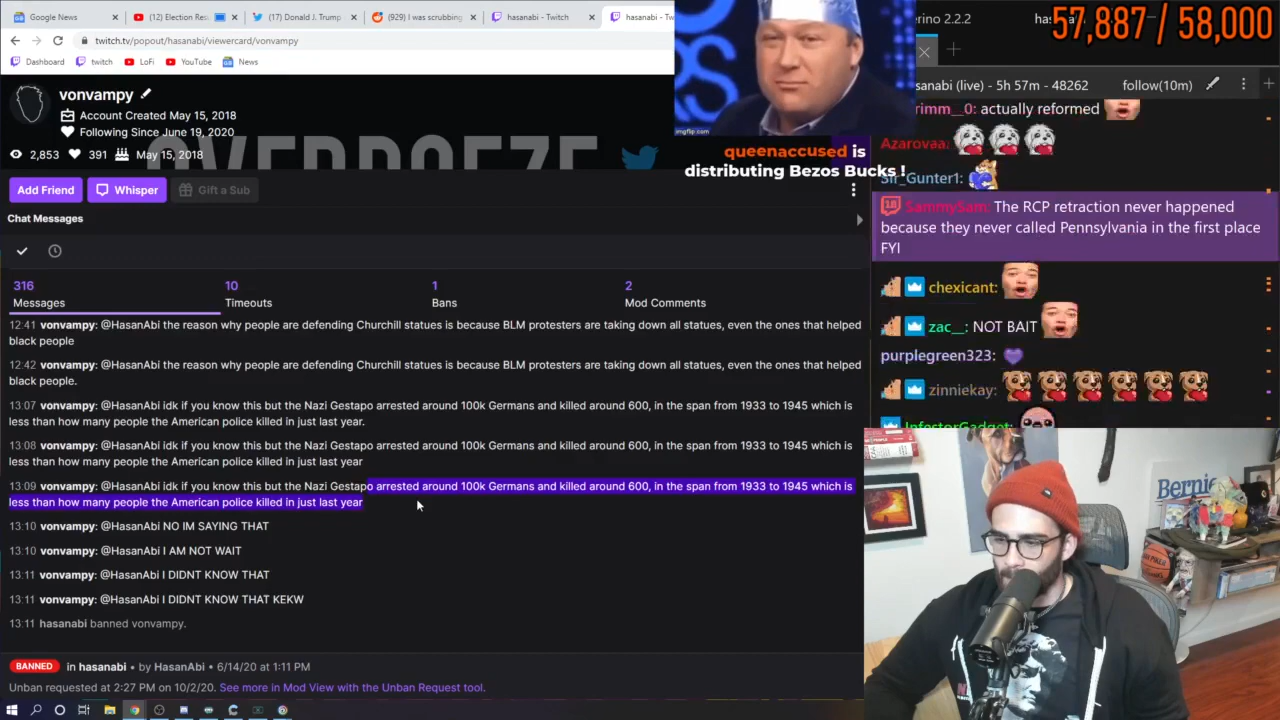 Google News
(12) Election Res
(17) Donald J. Trump
(929) I was scrubbing
hasanabi - Twitch
hasanabi - Tw
erino 2.2.2
57,887 / 58,000
twitch.tv/popout/hasanabi/viewercard/vonvampy
Dashboard
twitch
LoFi
YouTube
News
sanabi (live) - 5h 57m - 48262
follow(10m)
imgflip.com
queenaccused is
distributing Bezos Bucks !
vonvampy
Account Created May 15, 2018
Following Since June 19, 2020
2,853
391
May 15, 2018
Add Friend
Whisper
Gift a Sub
Chat Messages
316
Messages
10
Timeouts
1
Bans
2
Mod Comments
12:41 vonvampy: @HasanAbi the reason why people are defending Churchill statues is because BLM protesters are taking down all statues, even the ones that helped
black people
12:42 vonvampy: @HasanAbi the reason why people are defending Churchill statues is because BLM protesters are taking down all statues, even the ones that helped
black people.
13:07 vonvampy: @HasanAbi idk if you know this but the Nazi Gestapo arrested around 100k Germans and killed around 600, in the span from 1933 to 1945 which is
less than how many people the American police killed in just last year.
13:08 vonvampy: @HasanAbi idk if you know this but the Nazi Gestapo arrested around 100k Germans and killed around 600, in the span from 1933 to 1945 which is
less than how many people the American police killed in just last year
13:09 vonvampy: @HasanAbi idk if you know this but the Nazi Gestapo arrested around 100k Germans and killed around 600, in the span from 1933 to 1945 which is
less than how many people the American police killed in just last year
13:10 vonvampy: @HasanAbi NO IM SAYING THAT
13:10 vonvampy: @HasanAbi I AM NOT WAIT
13:11 vonvampy: @HasanAbi I DIDNT KNOW THAT
13:11 vonvampy: @HasanAbi I DIDNT KNOW THAT KEKW
13:11 hasanabi banned vonvampy.
BANNED in hasanabi • by HasanAbi • 6/14/20 at 1:11 PM
Unban requested at 2:27 PM on 10/2/20. See more in Mod View with the Unban Request tool.
rimm__0: actually reformed
Azarovaa:
Sir_Gunter1:
18 SammySam: The RCP retraction never happened
because they never called Pennsylvania in the first place
FYI
chexicant:
zac__: NOT BAIT
purplegreen323:
zinniekay:
InfestorGadget:
Bernie